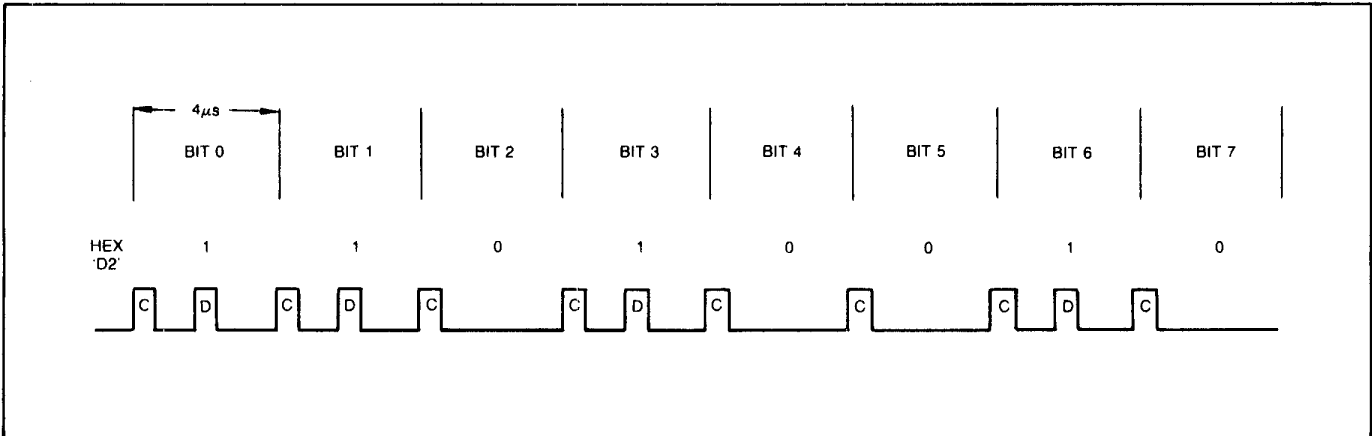 4μs
BIT 0 BIT 1 BIT 2 BIT 3 BIT 4 BIT 5 BIT 6 BIT 7
HEX 1 1 0 1 0 0 1 0
'D2'
C D C D C C D C C C D C